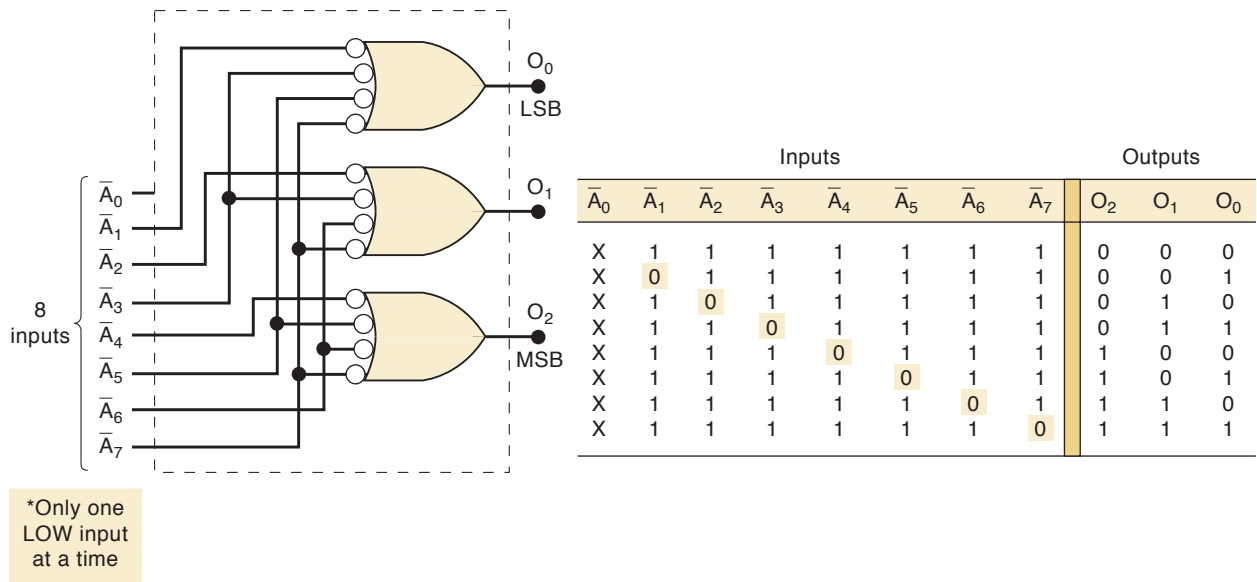 8
inputs
A̅0
A̅1
A̅2
A̅3
A̅4
A̅5
A̅6
A̅7
O0
LSB
O1
O2
MSB
*Only one
LOW input
at a time
Inputs Outputs
A̅0 A̅1 A̅2 A̅3 A̅4 A̅5 A̅6 A̅7 O2 O1 O0
X 1 1 1 1 1 1 1 0 0 0
X 0 1 1 1 1 1 1 0 0 1
X 1 0 1 1 1 1 1 0 1 0
X 1 1 0 1 1 1 1 0 1 1
X 1 1 1 0 1 1 1 1 0 0
X 1 1 1 1 0 1 1 1 0 1
X 1 1 1 1 1 0 1 1 1 0
X 1 1 1 1 1 1 0 1 1 1